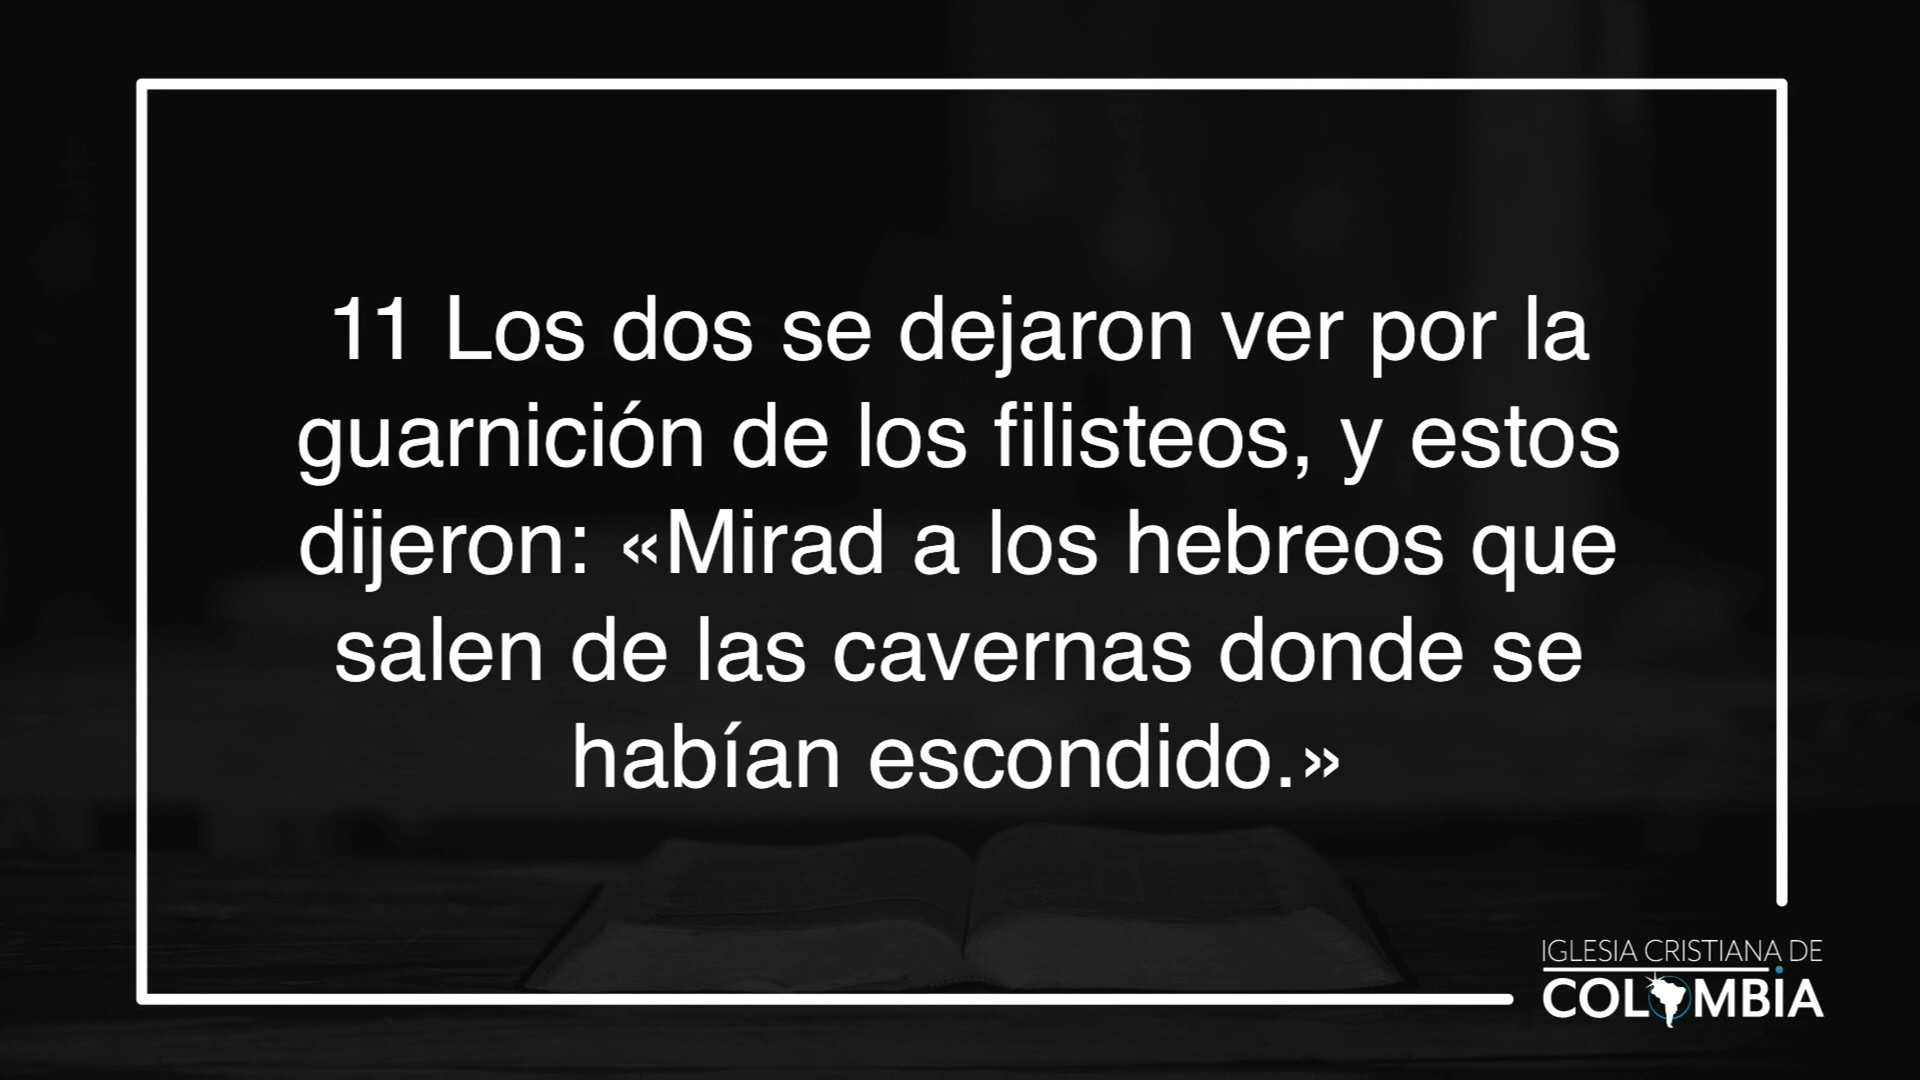 11 Los dos se dejaron ver por la
guarnición de los filisteos, y estos
dijeron: «Mirad a los hebreos que
salen de las cavernas donde se
habían escondido.»
IGLESIA CRISTIANA DE
COLOMBIA